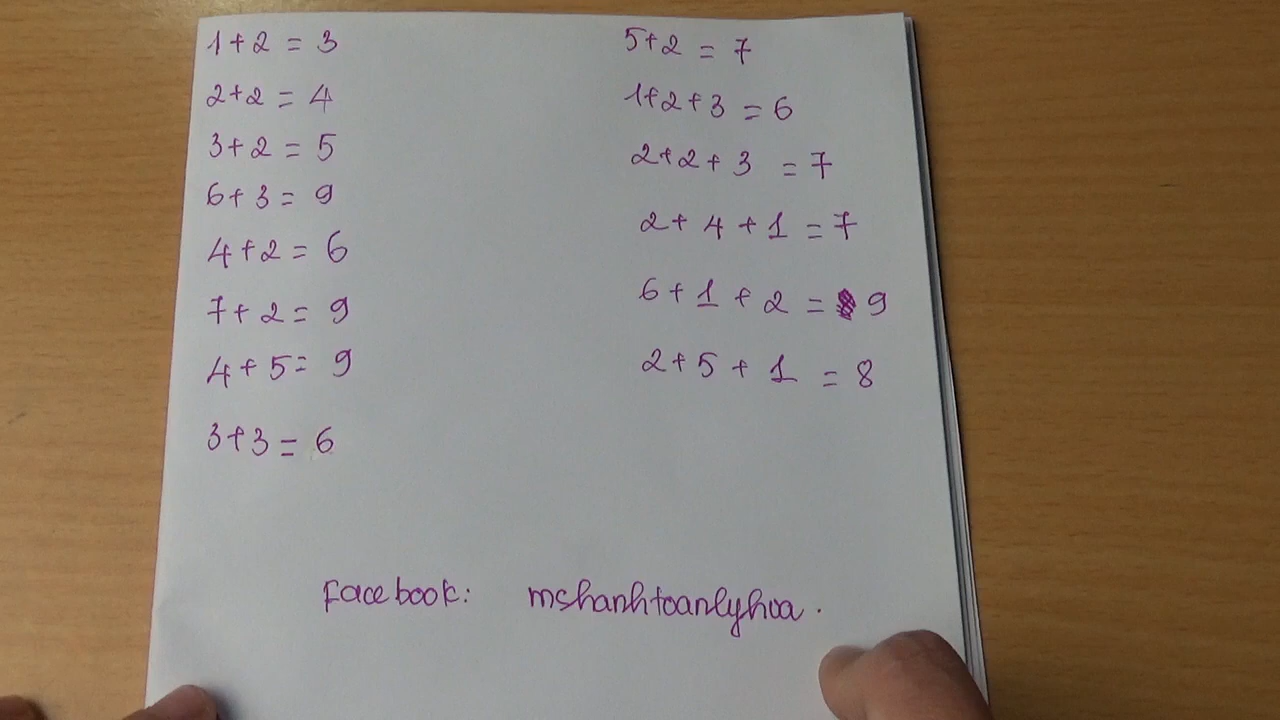 1+2 = 3
2+2 = 4
3+2 = 5
6+3 = 9
4+2 = 6
7+2 = 9
4+5= 9
3+3 = 6
5+2 = 7
1+2+3 = 6
2+2+3 = 7
2+4+1 = 7
6+1+2 = 9
2+5+1 = 8
Facebook: mshanhtoanlyhoa.